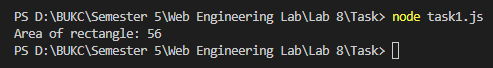 PS D:\BUKC\Semester 5\Web Engineering Lab\Lab 8\Task> node task1.js
Area of rectangle: 56
PS D:\BUKC\Semester 5\Web Engineering Lab\Lab 8\Task>